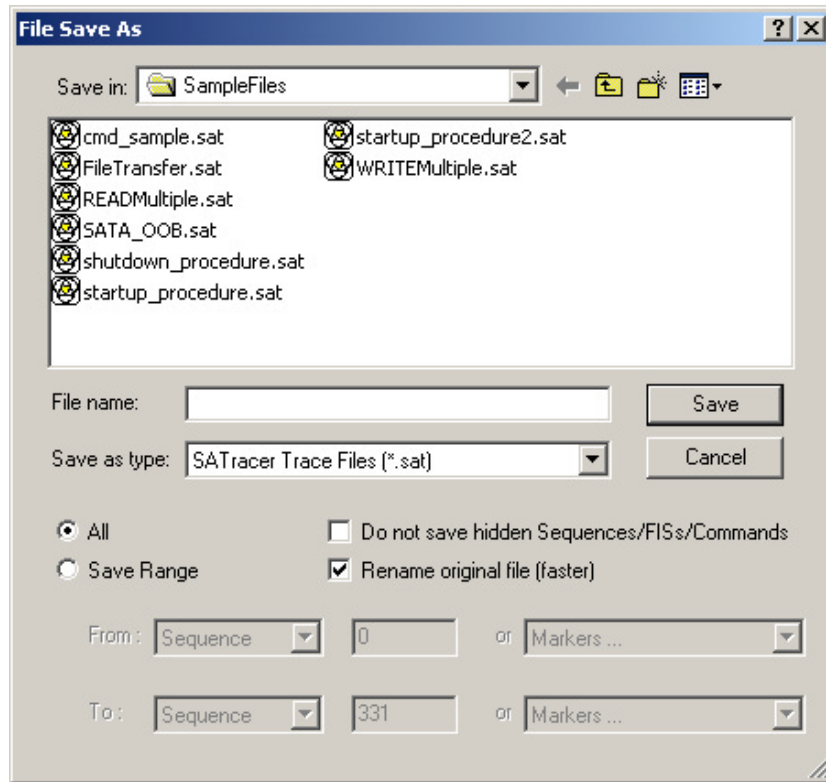 File Save As
Save in: SampleFiles
cmd_sample.sat
FileTransfer.sat
READMultiple.sat
SATA_OOB.sat
shutdown_procedure.sat
startup_procedure.sat
startup_procedure2.sat
WRITEMultiple.sat
File name:
Save
Save as type: SATracer Trace Files (*.sat)
Cancel
All
Do not save hidden Sequences/FISs/Commands
Save Range
Rename original file (faster)
From : Sequence 0 or Markers ...
To : Sequence 331 or Markers ...